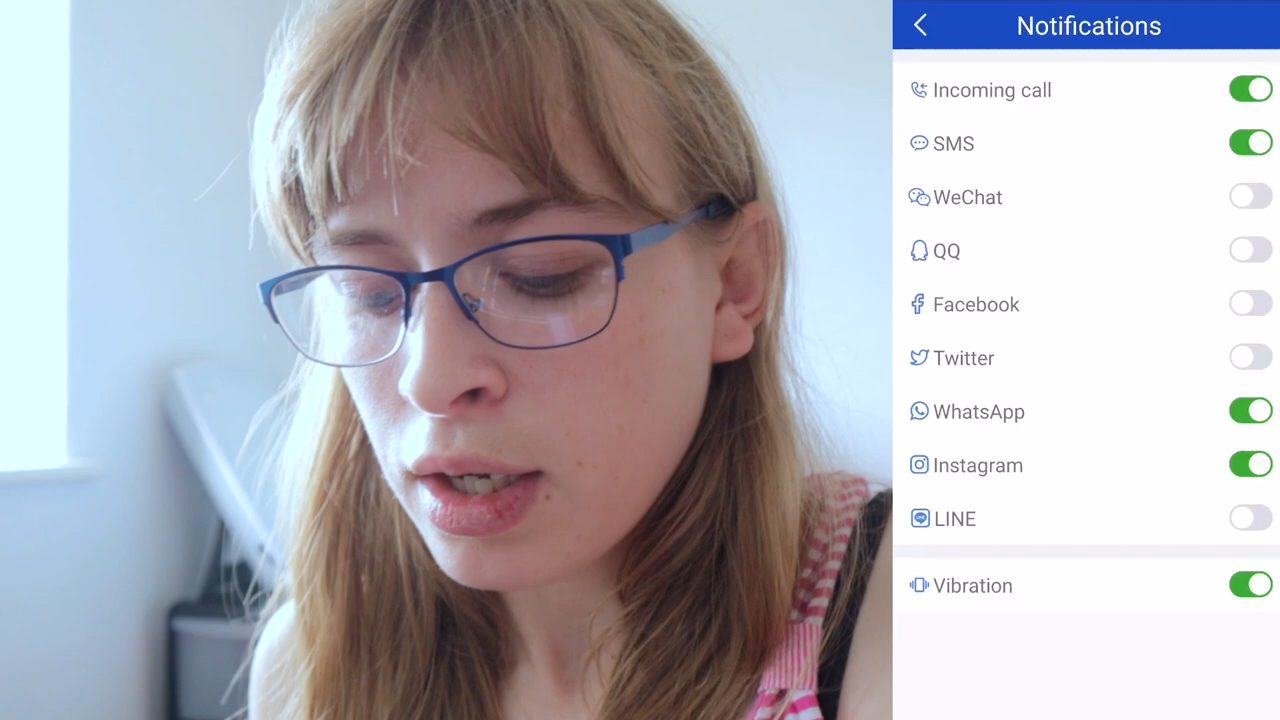 Notifications
Incoming call
SMS
WeChat
QQ
Facebook
Twitter
WhatsApp
Instagram
LINE
Vibration